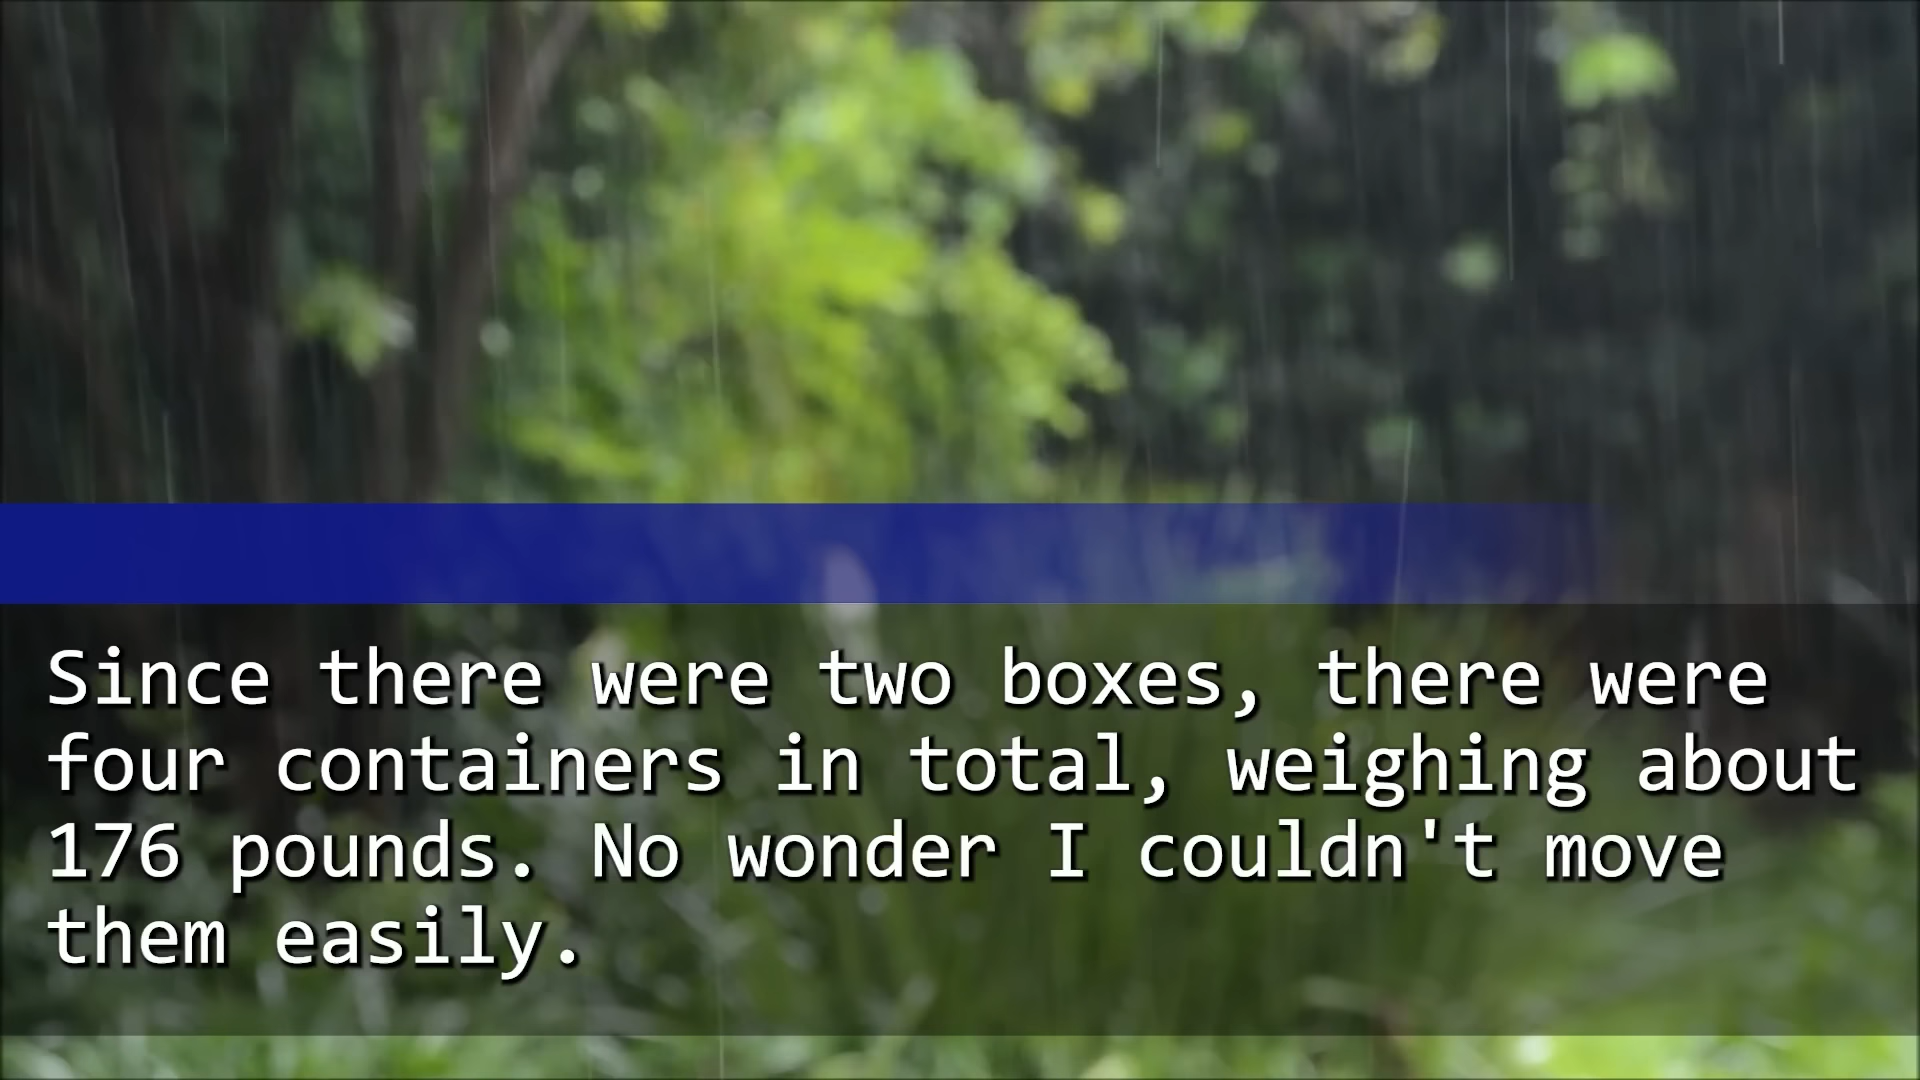 Since there were two boxes, there were
four containers in total, weighing about
176 pounds. No wonder I couldn't move
them easily.